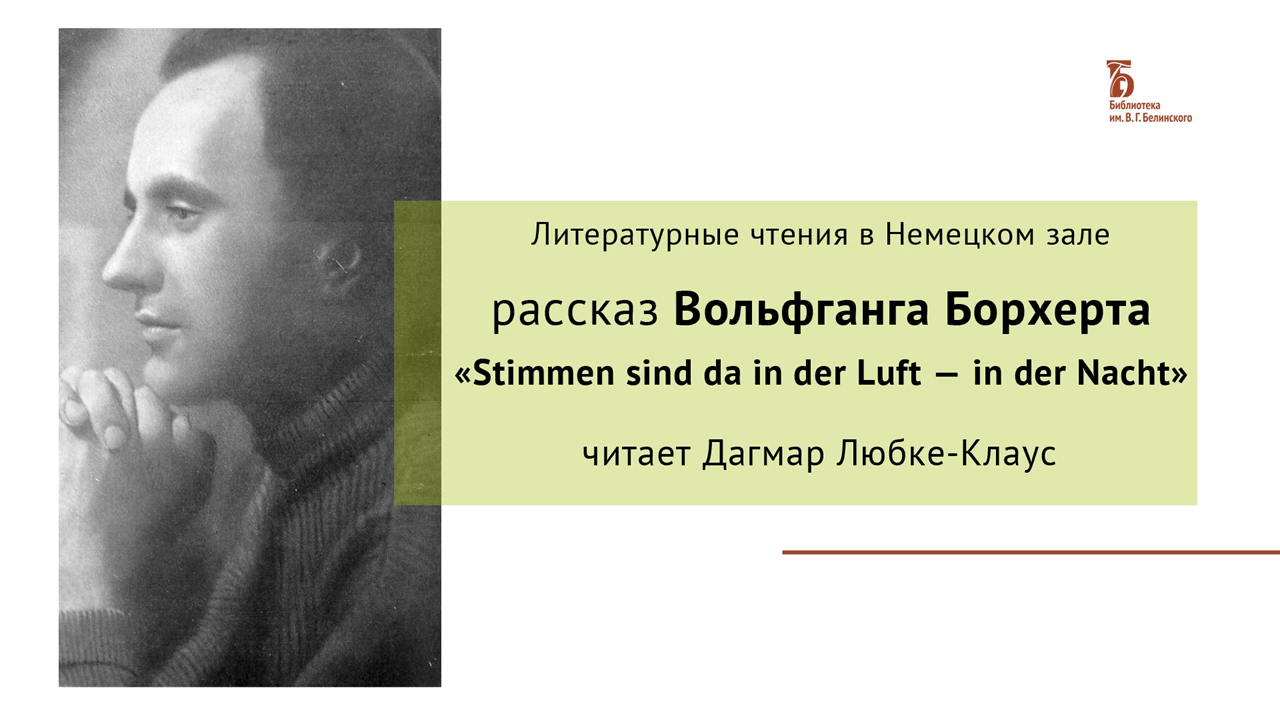 Библиотека
им. В. Г. Белинского
Литературные чтения в Немецком зале
рассказ Вольфганга Борхерта
«Stimmen sind da in der Luft — in der Nacht»
читает Дагмар Любке-Клаус